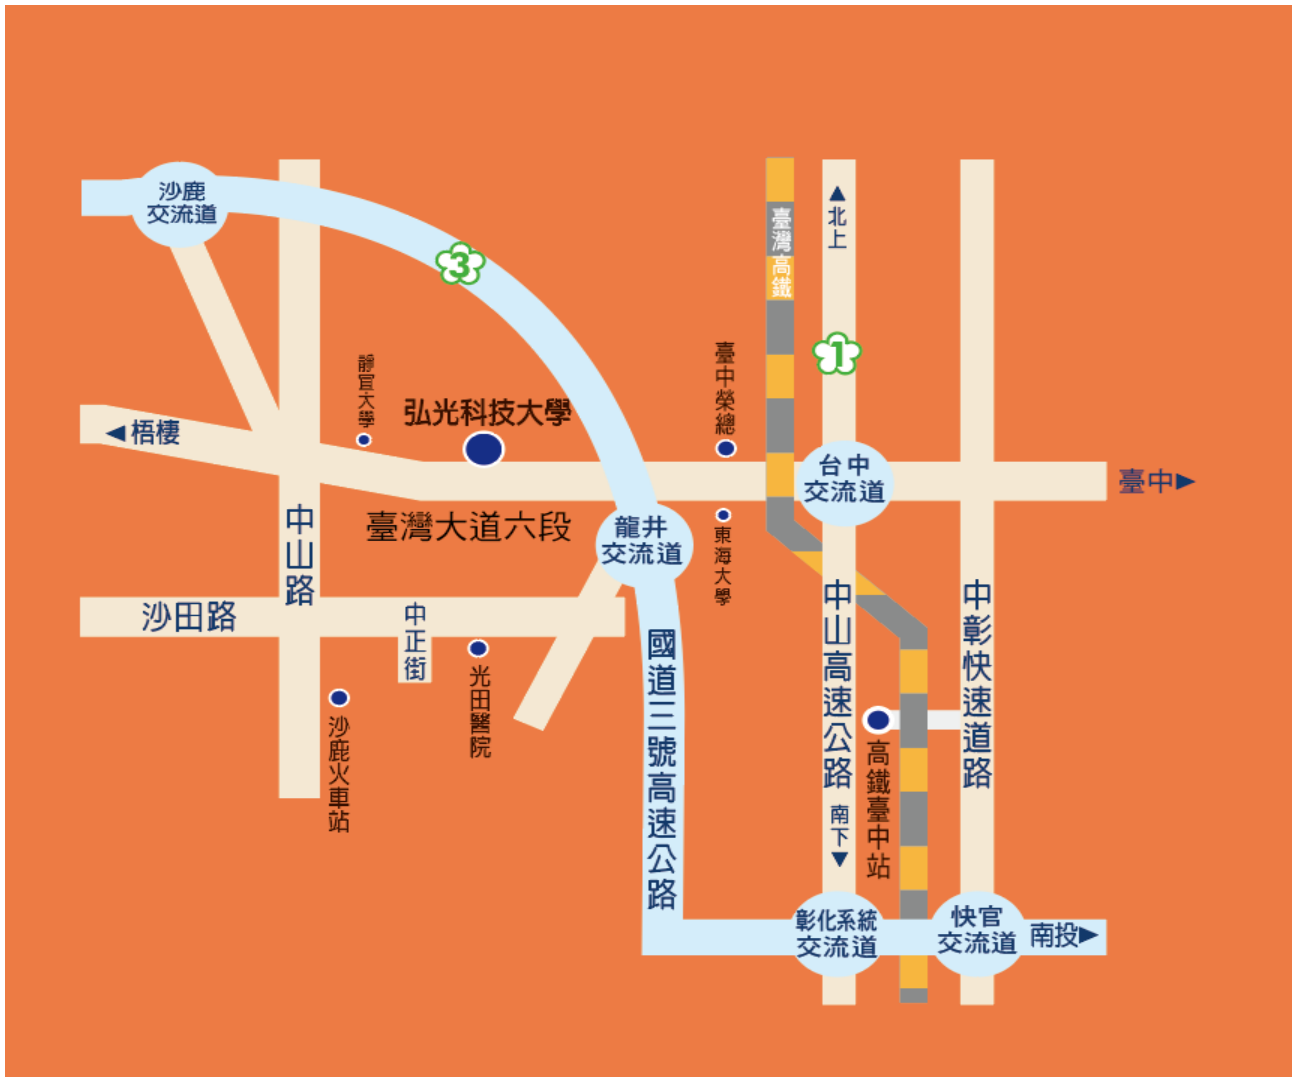 沙鹿
交流道
3
臺灣高鐵
▲北上
1
靜宜大學
弘光科技大學
臺中榮總
◀梧棲
台中
交流道
臺中▶
臺灣大道六段
中山路
龍井
交流道
東海大學
沙田路
中正街
光田醫院
沙鹿火車站
國道三號高速公路
中山高速公路
南下▼
中彰快速道路
高鐵臺中站
彰化系統
交流道
快官
交流道
南投▶